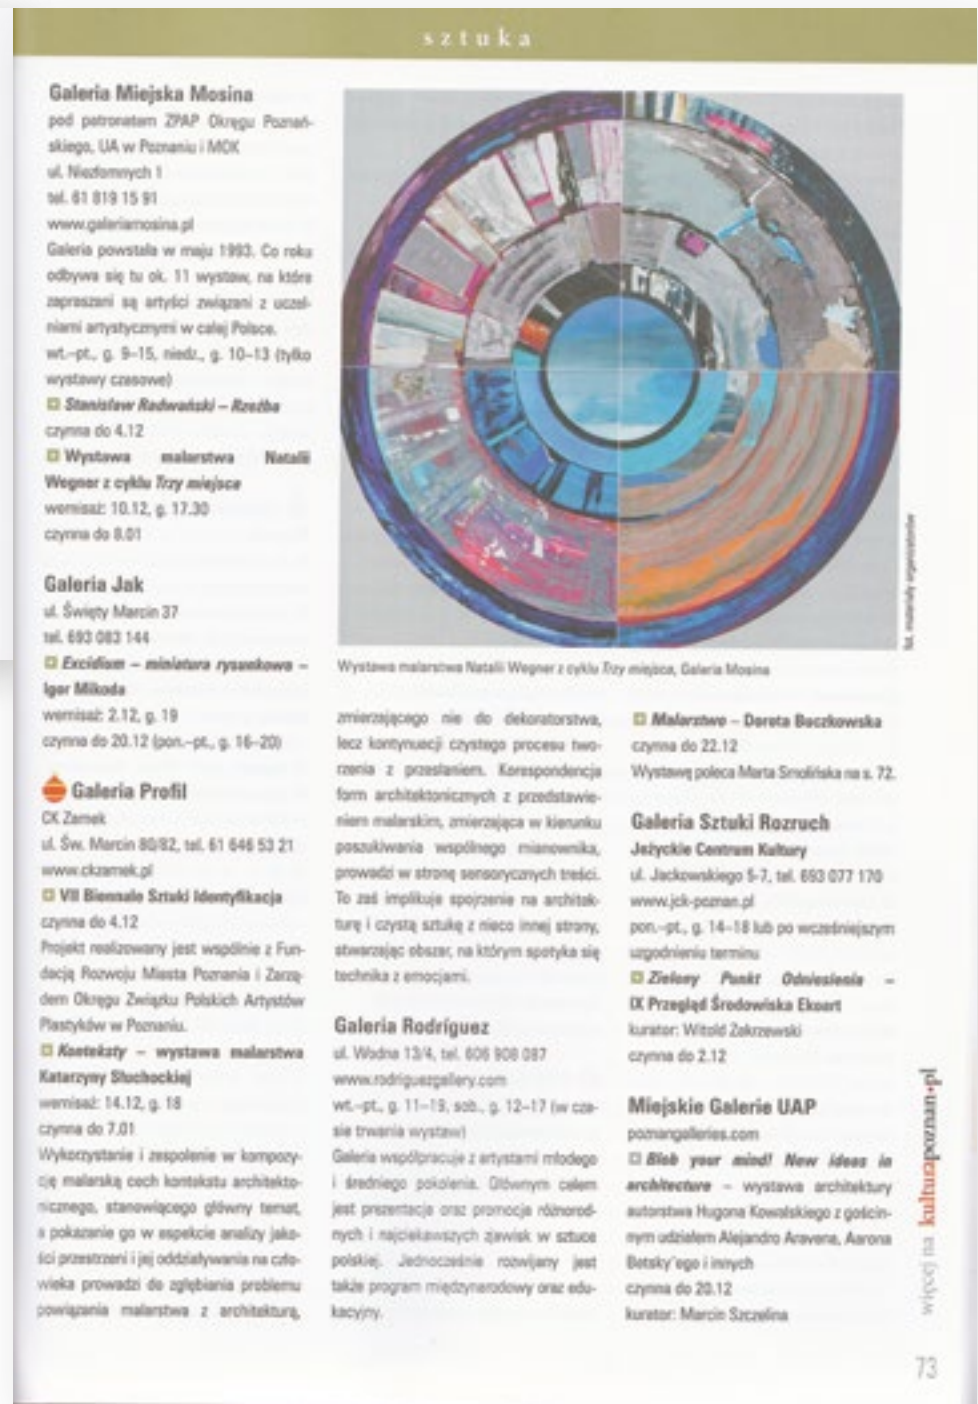 sztuka
Galeria Miejska Mosina
pod patronatem ZPAP Okręgu Poznań-
skiego, UA w Poznaniu i MOK
ul. Niezłomnych 1
tel. 61 819 15 91
www.galeriamosina.pl
Galeria powstała w maju 1993. Co roku
odbywa się tu ok. 11 wystaw, na które
zapraszani są artyści związani z uczel-
niami artystycznymi w całej Polsce.
wt.–pt., g. 9–15, niedz., g. 10–13 (tylko
wystawy czasowe)
Stanisław Radwański – Rzeźba
czynna do 4.12
Wystawa malarstwa Natalii
Wegner z cyklu Trzy miejsca
wernisaż: 10.12, g. 17.30
czynna do 8.01
Galeria Jak
ul. Święty Marcin 37
tel. 693 083 144
Excidium – miniatura rysunkowa –
Igor Mikoda
wernisaż: 2.12, g. 19
czynna do 20.12 (pon.–pt., g. 16–20)
Galeria Profil
CK Zamek
ul. Św. Marcin 80/82, tel. 61 646 53 21
www.ckzamek.pl
VII Biennale Sztuki Identyfikacja
czynna do 4.12
Projekt realizowany jest wspólnie z Fun-
dacją Rozwoju Miasta Poznania i Zarzą-
dem Okręgu Związku Polskich Artystów
Plastyków w Poznaniu.
Konteksty – wystawa malarstwa
Katarzyny Słuchockiej
wernisaż: 14.12, g. 18
czynna do 7.01
Wykorzystanie i zespolenie w kompozy-
cję malarską cech kontekstu architekto-
nicznego, stanowiącego główny temat,
a pokazanie go w aspekcie analizy jako-
ści przestrzeni i jej oddziaływania na czło-
wieka prowadzi do zgłębiania problemu
powiązania malarstwa z architekturą,
fot. materiały organizatorów
Wystawa malarstwa Natalii Wegner z cyklu Trzy miejsca, Galeria Mosina
zmierzającego nie do dekoratorstwa,
lecz kontynuacji czystego procesu two-
rzenia z przesłaniem. Korespondencja
form architektonicznych z przedstawie-
niem malarskim, zmierzająca w kierunku
poszukiwania wspólnego mianownika,
prowadzi w stronę sensorycznych treści.
To zaś implikuje spojrzenie na architek-
turę i czystą sztukę z nieco innej strony,
stwarzając obszar, na którym spotyka się
technika z emocjami.
Galeria Rodríguez
ul. Wodna 13/4, tel. 606 908 087
www.rodriguezgallery.com
wt.–pt., g. 11–19, sob., g. 12–17 (w cza-
sie trwania wystaw)
Galeria współpracuje z artystami młodego
i średniego pokolenia. Głównym celem
jest prezentacja oraz promocja różnorod-
nych i najciekawszych zjawisk w sztuce
polskiej. Jednocześnie rozwijany jest
także program międzynarodowy oraz edu-
kacyjny.
Malarstwo – Dorota Buczkowska
czynna do 22.12
Wystawę poleca Marta Smolińska na s. 72.
Galeria Sztuki Rozruch
Jeżyckie Centrum Kultury
ul. Jackowskiego 5-7, tel. 693 077 170
www.jck-poznan.pl
pon.–pt., g. 14–18 lub po wcześniejszym
uzgodnieniu terminu
Zielony Punkt Odniesienia –
IX Przegląd Środowiska Ekoart
kurator: Witold Zakrzewski
czynna do 2.12
Miejskie Galerie UAP
poznangalleries.com
Blob your mind! New ideas in
architecture – wystawa architektury
autorstwa Hugona Kowalskiego z gościn-
nym udziałem Alejandro Aravena, Aarona
Betsky'ego i innych
czynna do 20.12
kurator: Marcin Szczelina
więcej na kulturapoznan.pl
73